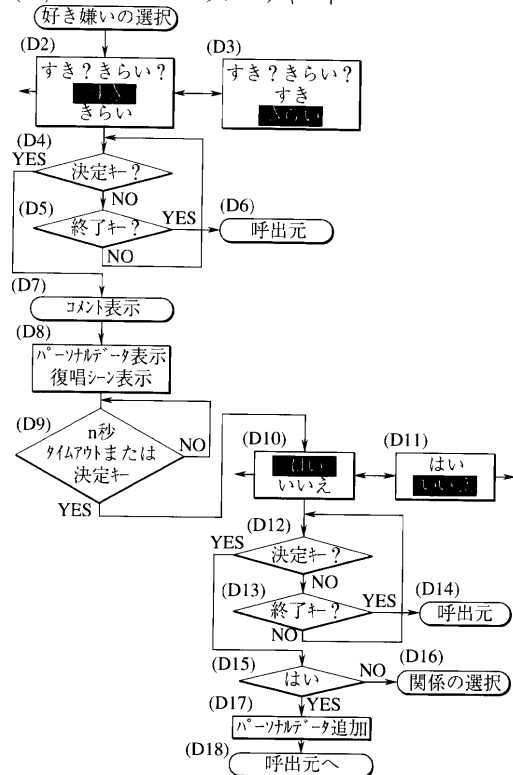 好き嫌いの選択
(D2)
(D3)
すき？きらい？
すき
きらい
すき？きらい？
すき
きらい
(D4)
YES
決定キー？
NO
(D5)
終了キー？
YES
NO
(D6)
呼出元
(D7)
コメント表示
(D8)
パーソナルデータ表示
復唱シーン表示
(D9)
n秒
タイムアウトまたは
決定キー
NO
YES
(D10)
はい
いいえ
(D11)
はい
いいえ
(D12)
YES
決定キー？
NO
(D13)
終了キー？
YES
NO
(D14)
呼出元
(D15)
はい
NO
YES
(D16)
関係の選択
(D17)
パーソナルデータ追加
(D18)
呼出元へ